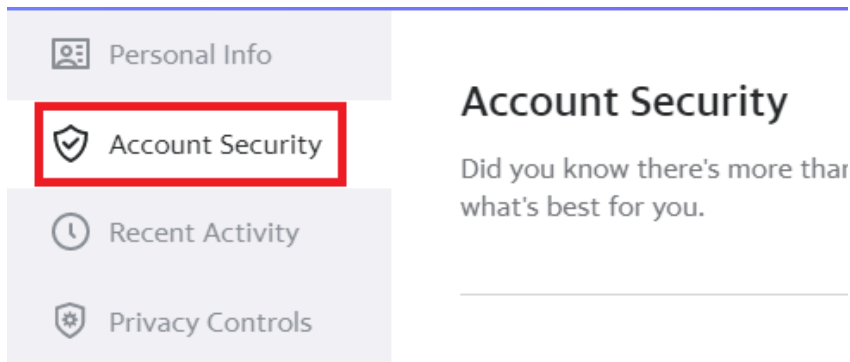 Personal Info
Account Security
Recent Activity
Privacy Controls
Account Security
Did you know there's more than
what's best for you.